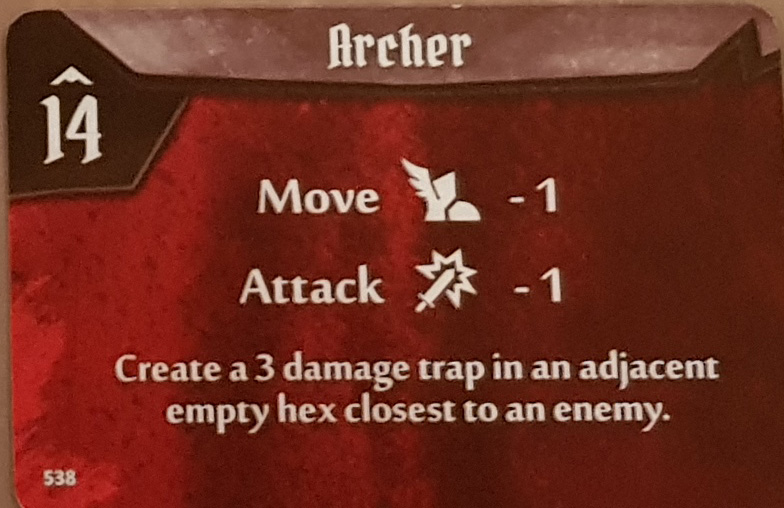 Archer
14
Move - 1
Attack - 1
Create a 3 damage trap in an adjacent
empty hex closest to an enemy.
538